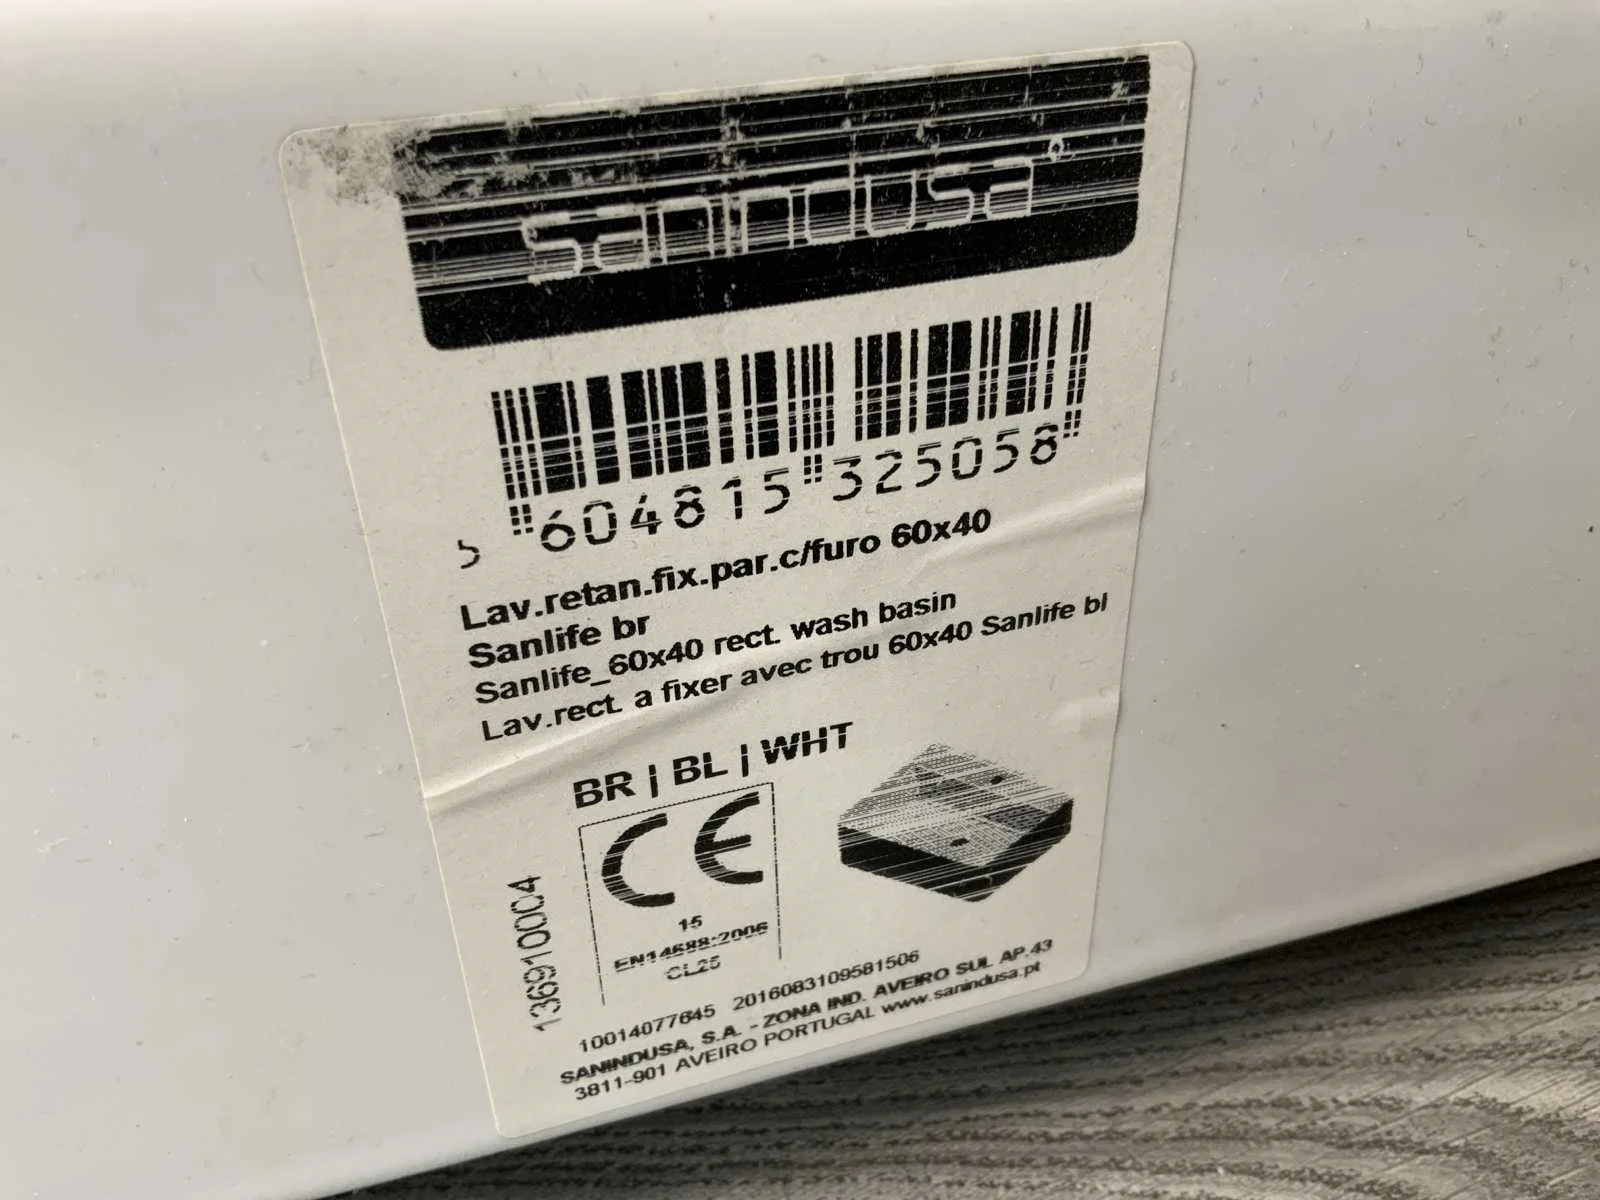 sanindusa
5 604815 325058
Lav.retan.fix.par.c/furo 60x40
Sanlife br
Sanlife_60x40 rect. wash basin
Lav.rect. a fixer avec trou 60x40 Sanlife bl
BR | BL | WHT
CE
15
EN14688:2006
CL25
136910004
10014077645 2016083109581506
SANINDUSA, S.A. - ZONA IND. AVEIRO SUL AP.43
3811-901 AVEIRO PORTUGAL www.sanindusa.pt